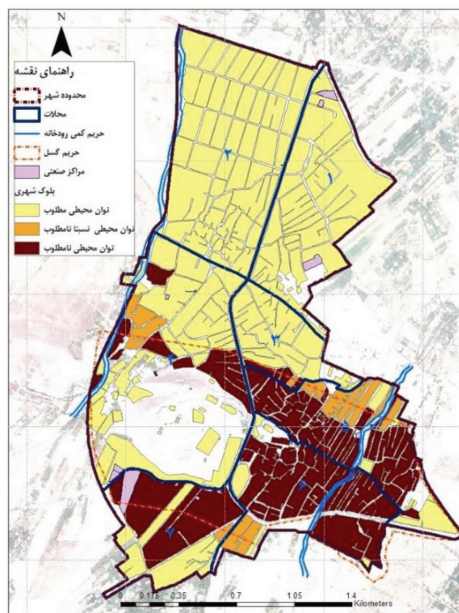 N
راهنمای نقشه
محدوده شهر
محلات
حریم کمی رودخانه
حریم گسل
مراکز صنعتی
بلوک شهری
توان محیطی مطلوب
توان محیطی نسبتا نامطلوب
توان محیطی نامطلوب
0 0.175 0.35 0.7 1.05 1.4
Kilometers